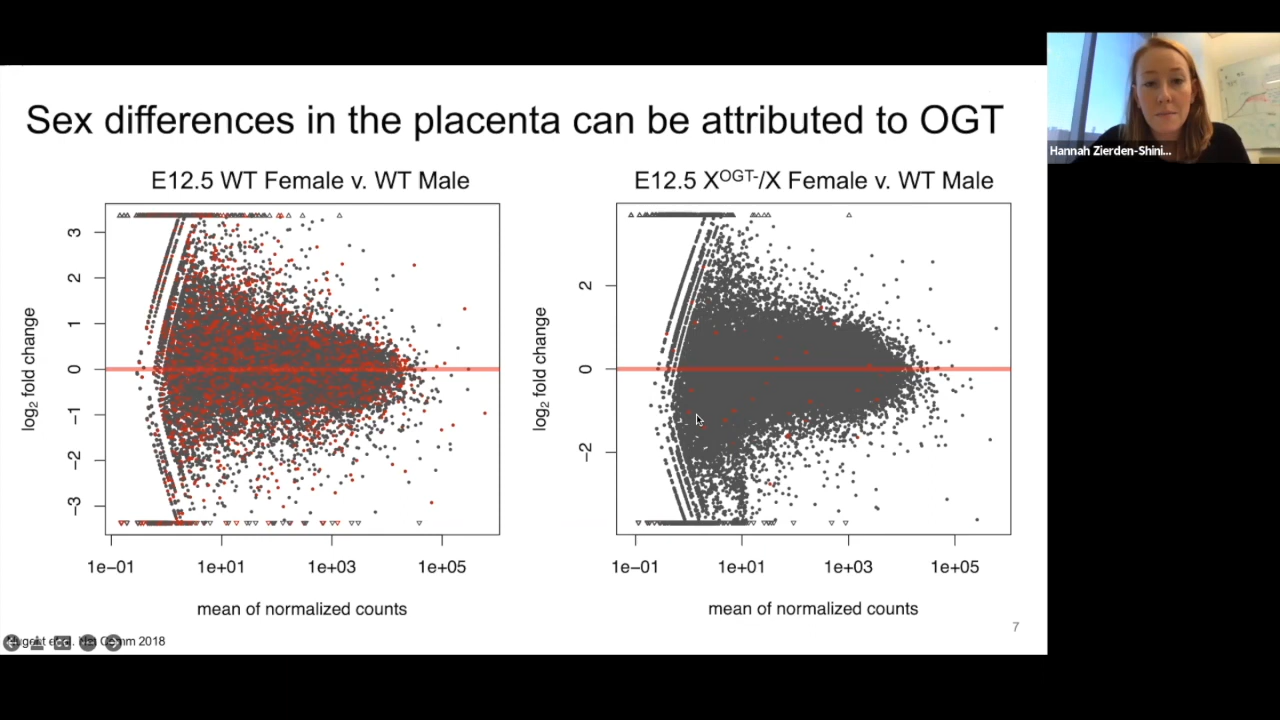 Sex differences in the placenta can be attributed to OGT
Hannah Zierden-Shini...
E12.5 WT Female v. WT Male
E12.5 XOGT-/X Female v. WT Male
3
2
1
0
−1
−2
−3
log2 fold change
1e−01 1e+01 1e+03 1e+05
mean of normalized counts
2
0
−2
log2 fold change
1e−01 1e+01 1e+03 1e+05
mean of normalized counts
7
2018